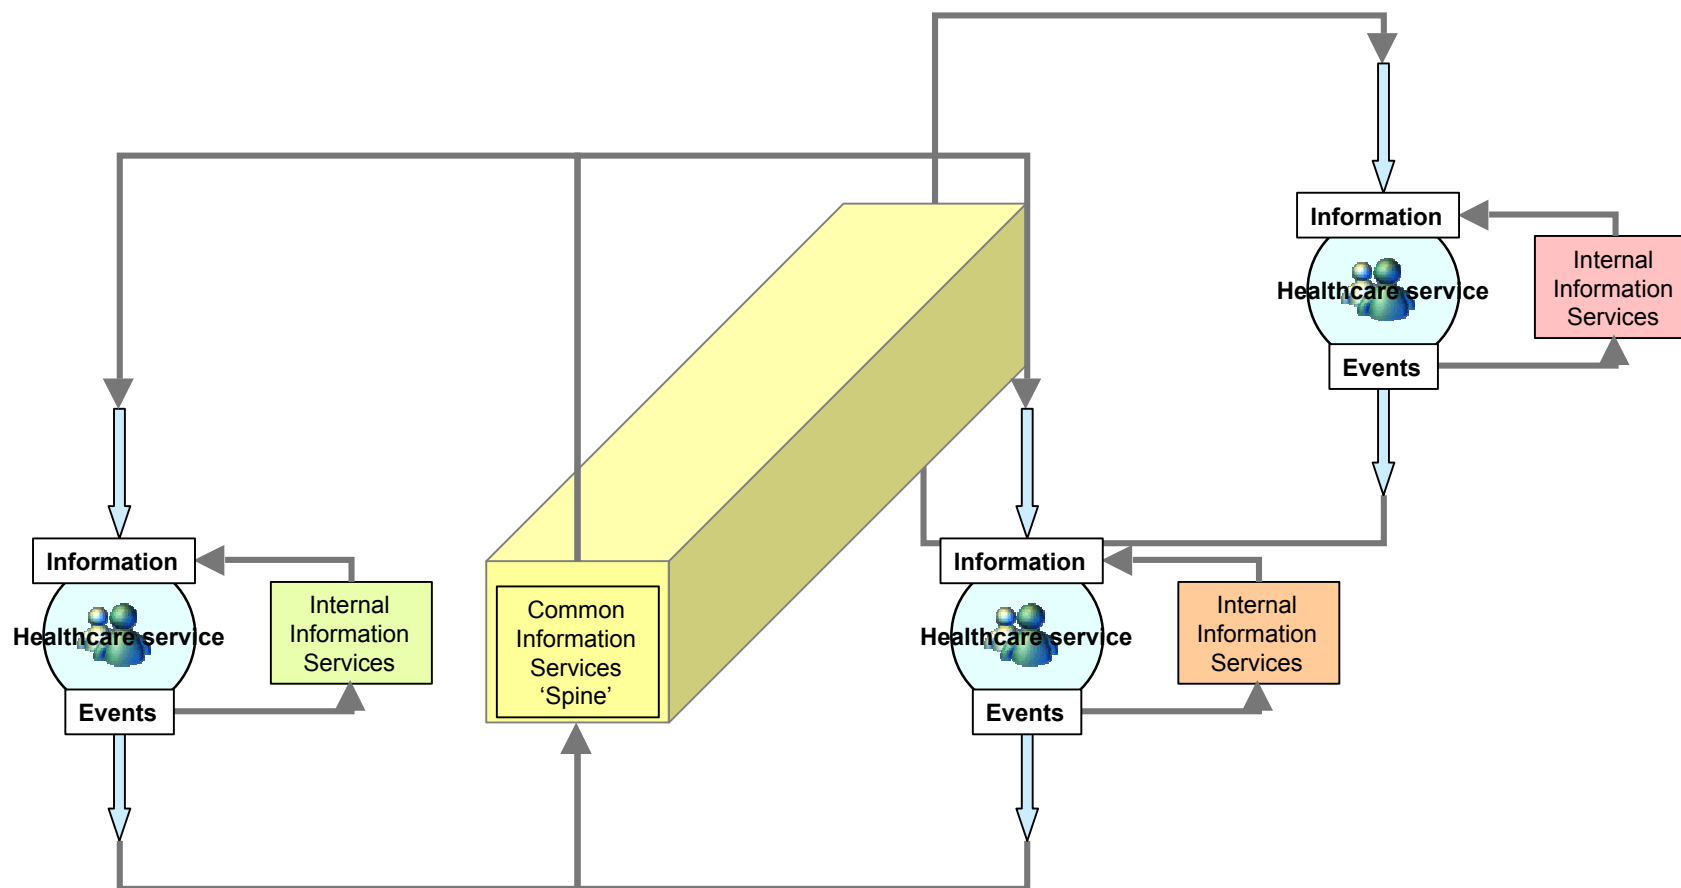 Information
Healthcare service
Events
Internal
Information
Services
Information
Healthcare service
Events
Internal
Information
Services
Common
Information
Services
‘Spine’
Information
Healthcare service
Events
Internal
Information
Services